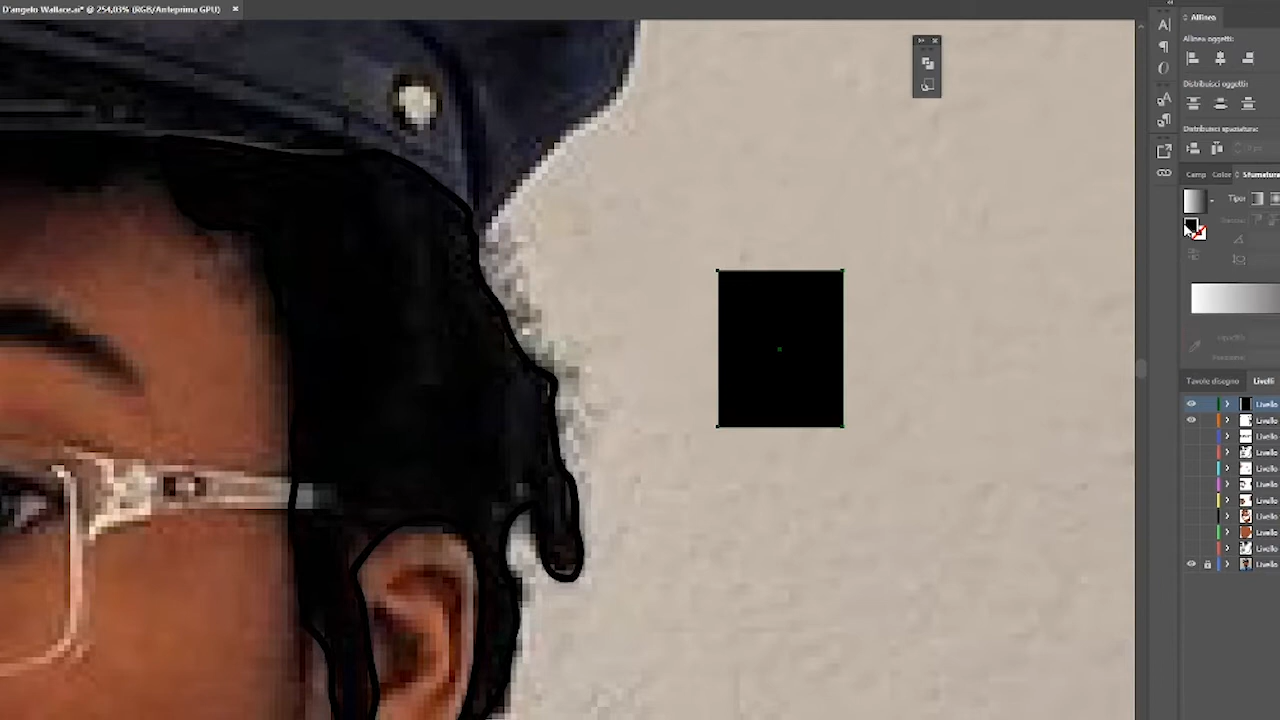 D'angelo Wallace.ai* @ 254,03% (RGB/Anteprima GPU)
Allinea
Allinea oggetti:
Distribuisci oggetti:
Distribuisci spaziatura:
Camp Color Sfumatura
Tipo:
Tavole disegno Livelli
Livello
Livello
Livello
Livello
Livello
Livello
Livello
Livello
Livello
Livello
Livello